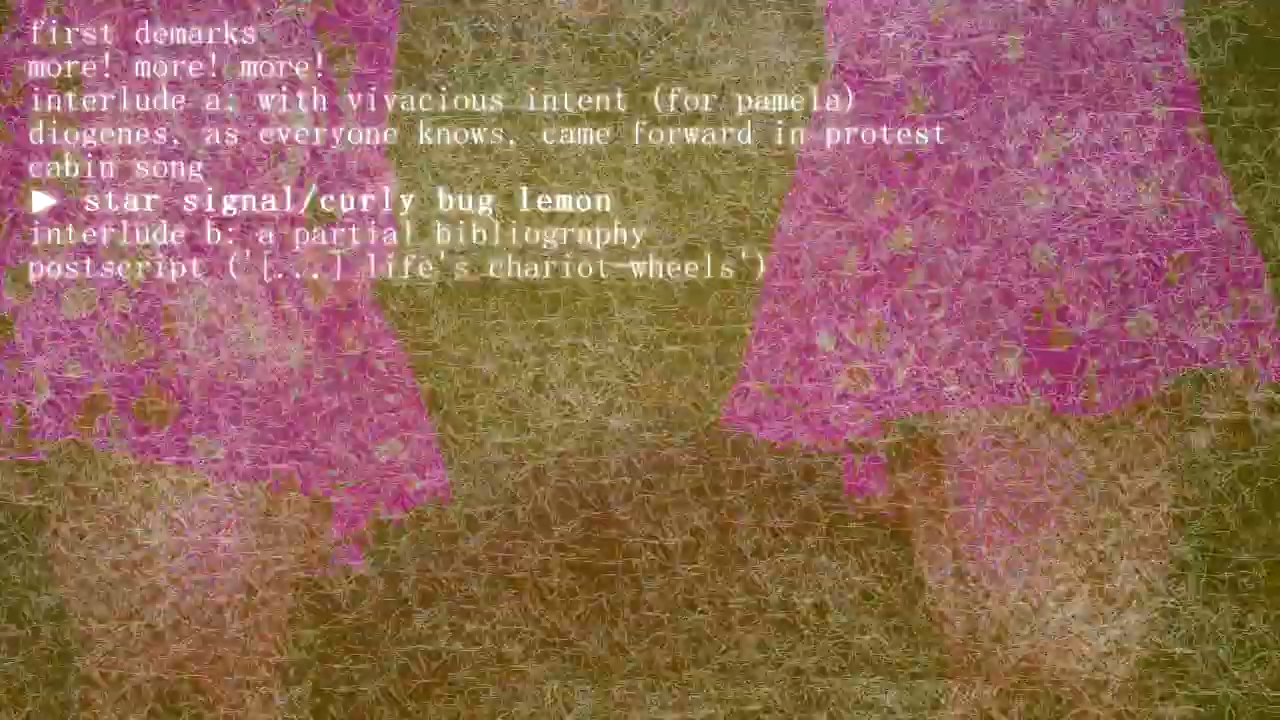 first demarks
more! more! more!
interlude a: with vivacious intent (for pamela)
diogenes, as everyone knows, came forward in protest
cabin song
▶ star signal/curly bug lemon
interlude b: a partial bibliography
postscript ('[...] life's chariot-wheels')